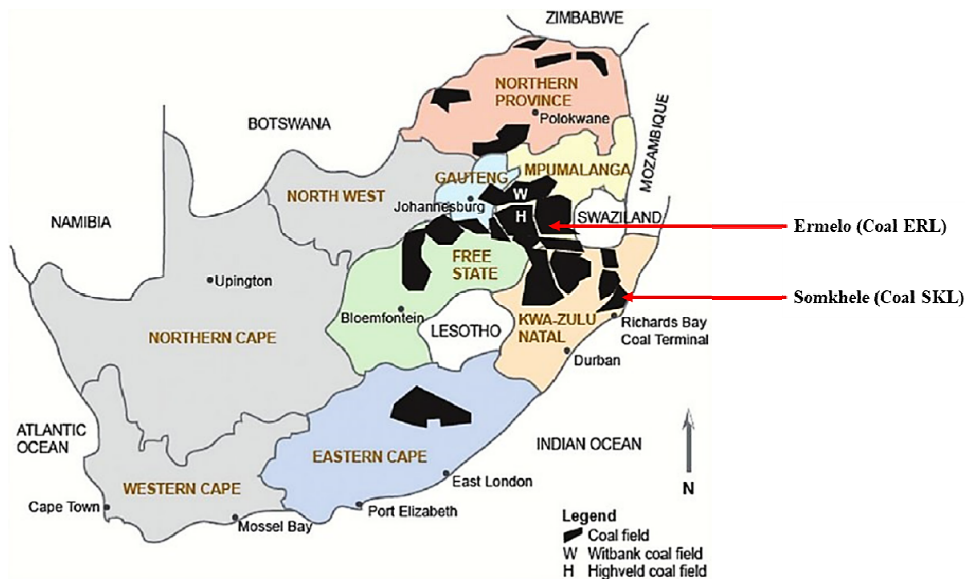 ZIMBABWE
NORTHERN
PROVINCE
Polokwane
BOTSWANA
MOZAMBIQUE
MPUMALANGA
GAUTENG
NORTH WEST
W
Johannesburg
H
SWAZILAND
NAMIBIA
Ermelo (Coal ERL)
FREE
STATE
Upington
Somkhele (Coal SKL)
Bloemfontein
LESOTHO
KWA-ZULU
NATAL
Richards Bay
Coal Terminal
NORTHERN CAPE
Durban
ATLANTIC
OCEAN
INDIAN OCEAN
EASTERN CAPE
East London
WESTERN CAPE
N
Cape Town
Port Elizabeth
Mossel Bay
Legend
Coal field
W Witbank coal field
H Highveld coal field